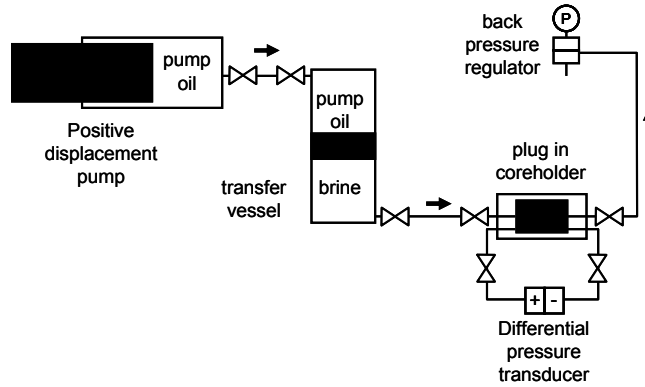 pump
oil
Positive
displacement
pump
pump
oil
transfer
vessel
brine
back
pressure
regulator
P
plug in
coreholder
+ -
Differential
pressure
transducer